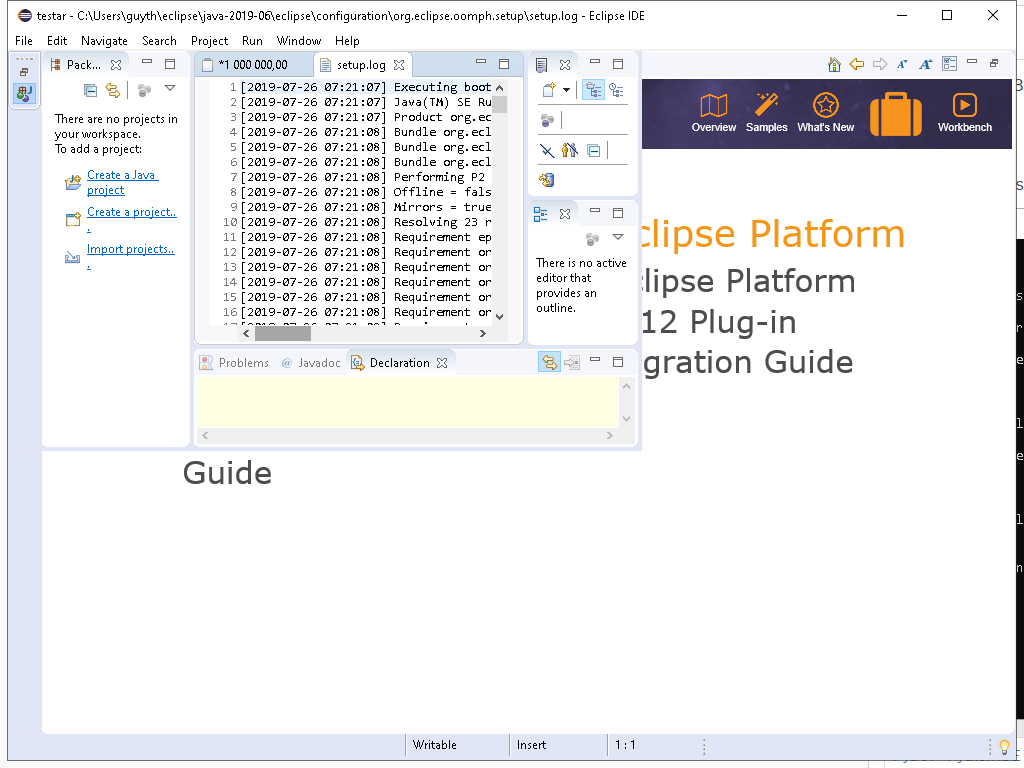 testar - C:\Users\guyth\eclipse\java-2019-06\eclipse\configuration\org.eclipse.oomph.setup\setup.log - Eclipse IDE
File Edit Navigate Search Project Run Window Help
Pack...
There are no projects in
your workspace.
To add a project:
Create a Java
project
Create a project..
.
Import projects..
.
*1 000 000,00 setup.log
1 [2019-07-26 07:21:07] Executing boot
2 [2019-07-26 07:21:07] Java(TM) SE Ru
3 [2019-07-26 07:21:07] Product org.ec
4 [2019-07-26 07:21:08] Bundle org.ecl
5 [2019-07-26 07:21:08] Bundle org.ecl
6 [2019-07-26 07:21:08] Bundle org.ecl
7 [2019-07-26 07:21:08] Performing P2
8 [2019-07-26 07:21:08] Offline = fals
9 [2019-07-26 07:21:08] Mirrors = true
10 [2019-07-26 07:21:08] Resolving 23 r
11 [2019-07-26 07:21:08] Requirement ep
12 [2019-07-26 07:21:08] Requirement or
13 [2019-07-26 07:21:08] Requirement or
14 [2019-07-26 07:21:08] Requirement or
15 [2019-07-26 07:21:08] Requirement or
16 [2019-07-26 07:21:08] Requirement or
There is no active
editor that
provides an
outline.
Problems @ Javadoc Declaration
Overview Samples What's New Workbench
clipse Platform
clipse Platform
12 Plug-in
gration Guide
Guide
Writable Insert 1 : 1